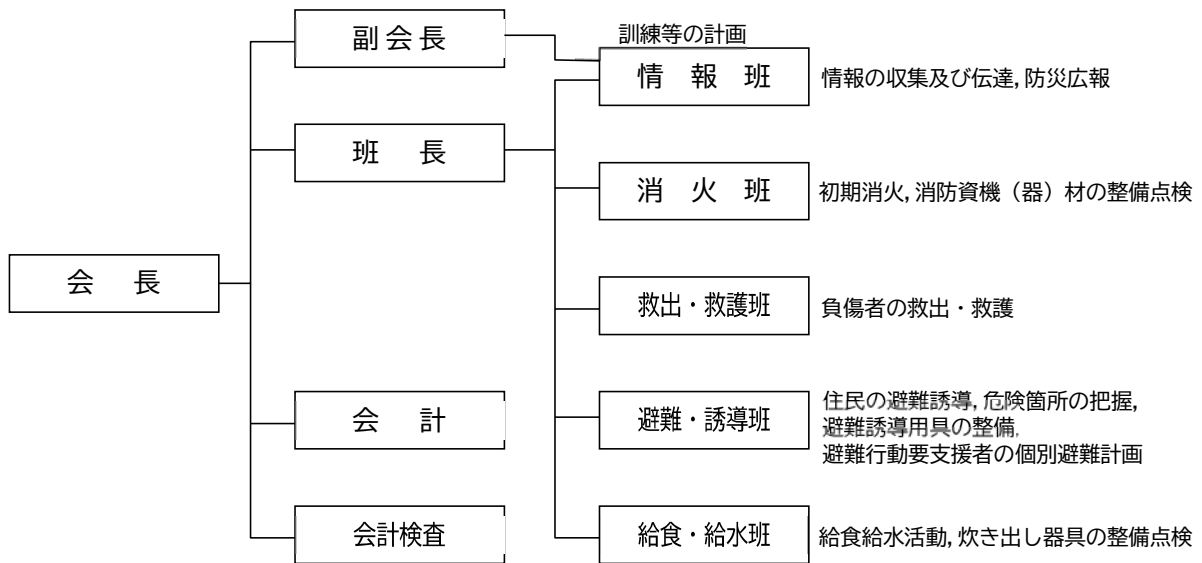 副会長
訓練等の計画
情報班
情報の収集及び伝達,防災広報
班長
消火班
初期消火,消防資機（器）材の整備点検
会長
救出・救護班
負傷者の救出・救護
会計
避難・誘導班
住民の避難誘導,危険箇所の把握,
避難誘導用具の整備,
避難行動要支援者の個別避難計画
会計検査
給食・給水班
給食給水活動,炊き出し器具の整備点検